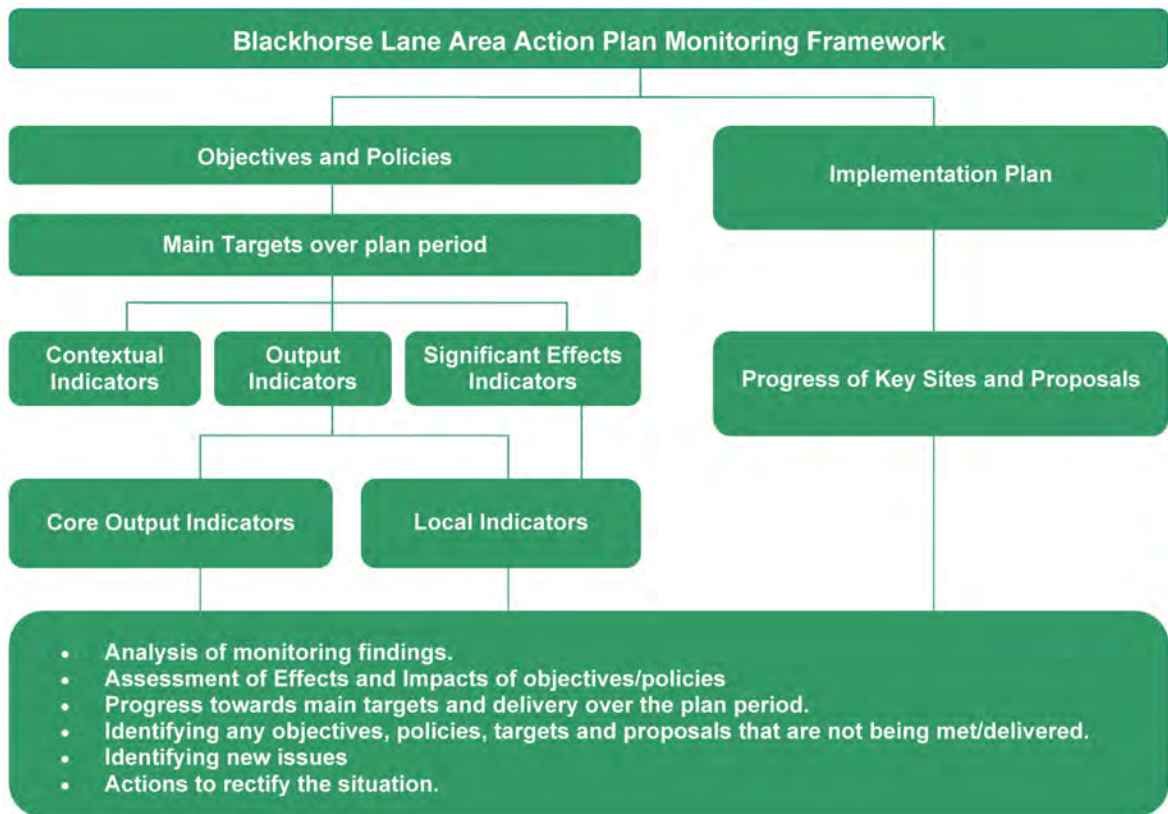 Blackhorse Lane Area Action Plan Monitoring Framework
Objectives and Policies
Implementation Plan
Main Targets over plan period
Contextual
Indicators
Output
Indicators
Significant Effects
Indicators
Progress of Key Sites and Proposals
Core Output Indicators
Local Indicators
• Analysis of monitoring findings.
• Assessment of Effects and Impacts of objectives/policies
• Progress towards main targets and delivery over the plan period.
• Identifying any objectives, policies, targets and proposals that are not being met/delivered.
• Identifying new issues
• Actions to rectify the situation.